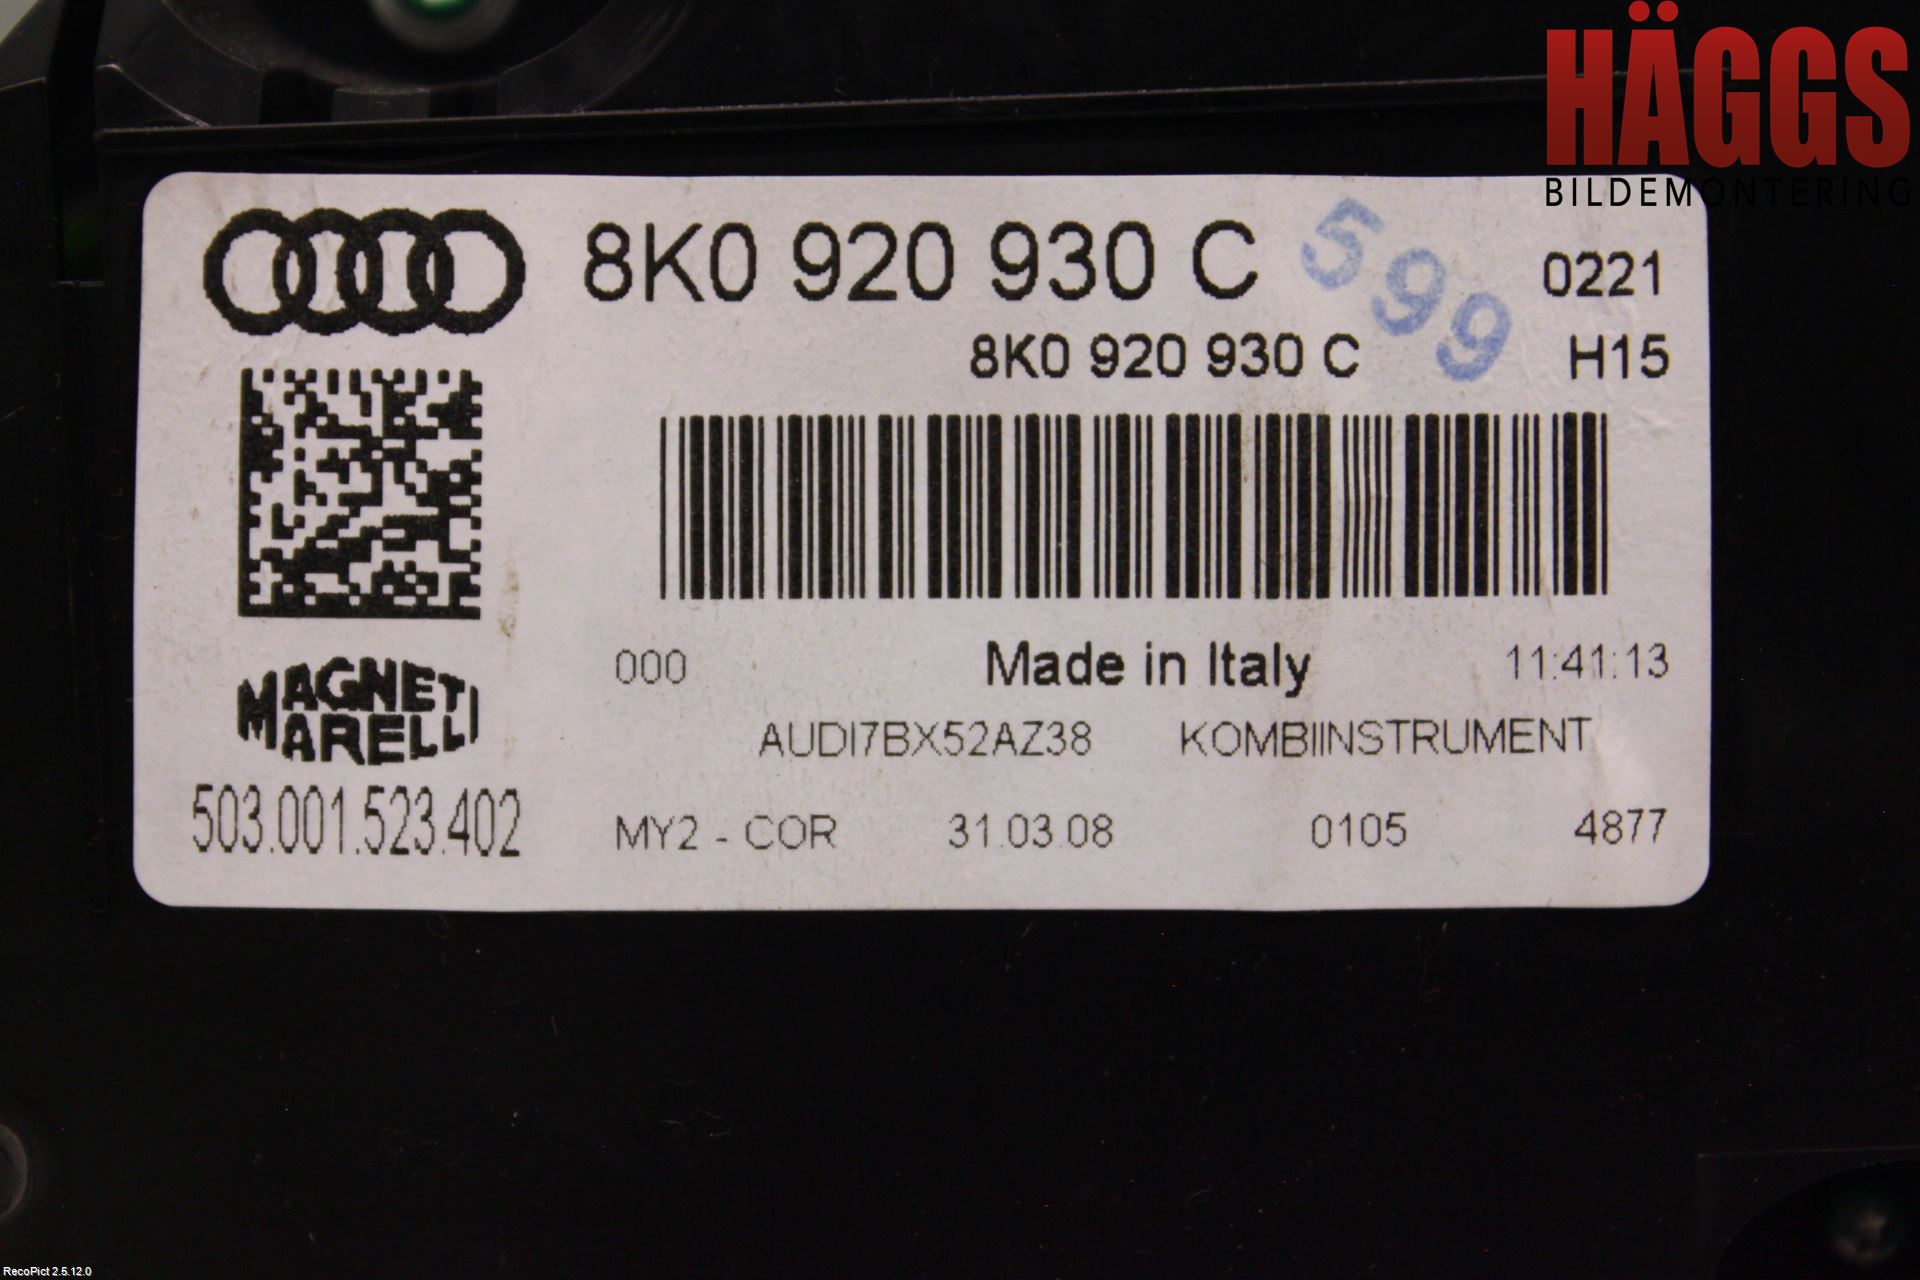 HÄGGS
BILDEMONTERING
8K0 920 930 C
599
0221
8K0 920 930 C
H15
000
Made in Italy
11:41:13
MAGNETI
MARELLI
AUDI7BX52AZ38 KOMBIINSTRUMENT
503.001.523.402
MY2 - COR 31.03.08 0105 4877
RecoPict 2.5.12.0